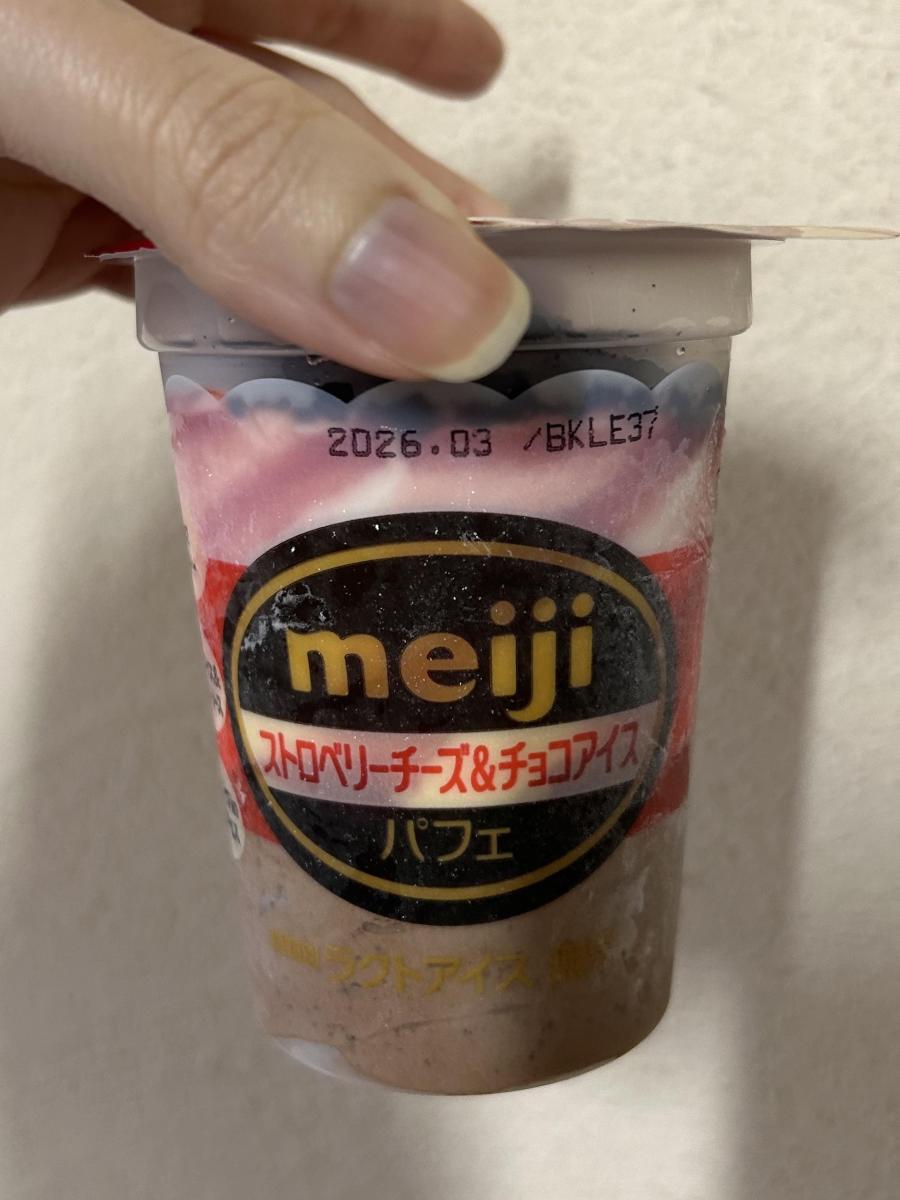 2026.03 /BKLE37
meiji
ストロベリーチーズ&チョコアイス
パフェ
ラクトアイス